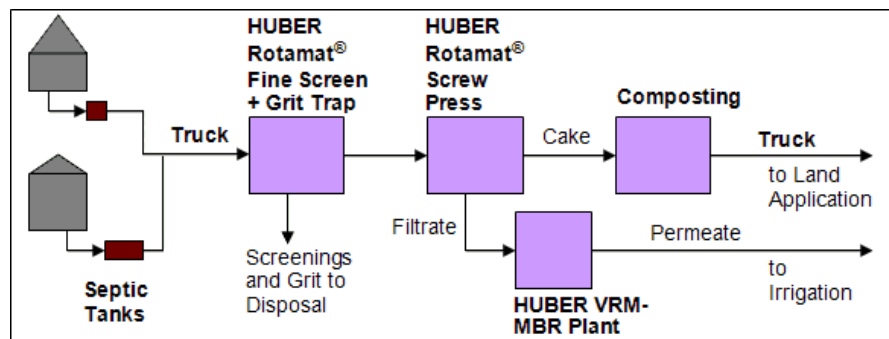 HUBER
Rotamat®
Fine Screen
+ Grit Trap
HUBER
Rotamat®
Screw
Press
Composting
Truck
Cake
Truck
to Land
Application
Filtrate
Permeate
Screenings
and Grit to
Disposal
to
Irrigation
Septic
Tanks
HUBER VRM-
MBR Plant